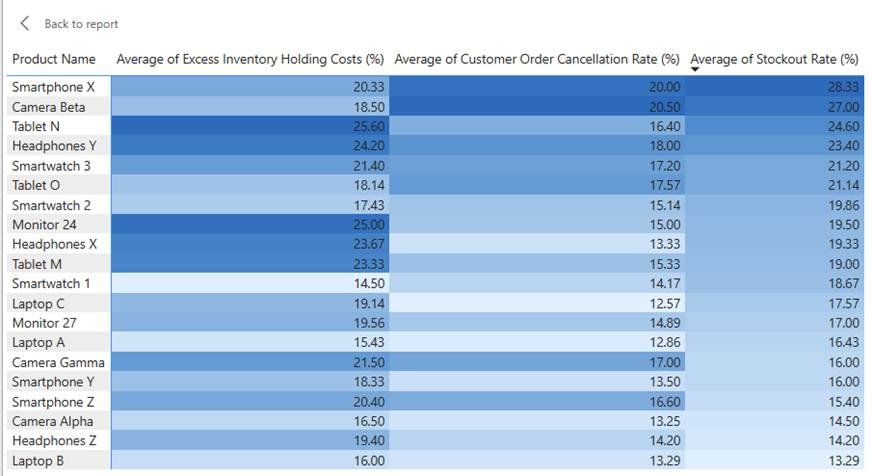 Back to report
Product Name Average of Excess Inventory Holding Costs (%) Average of Customer Order Cancellation Rate (%) Average of Stockout Rate (%)
Smartphone X 20.33 20.00 28.33
Camera Beta 18.50 20.50 27.00
Tablet N 25.60 16.40 24.60
Headphones Y 24.20 18.00 23.40
Smartwatch 3 21.40 17.20 21.20
Tablet O 18.14 17.57 21.14
Smartwatch 2 17.43 15.14 19.86
Monitor 24 25.00 15.00 19.50
Headphones X 23.67 13.33 19.33
Tablet M 23.33 15.33 19.00
Smartwatch 1 14.50 14.17 18.67
Laptop C 19.14 12.57 17.57
Monitor 27 19.56 14.89 17.00
Laptop A 15.43 12.86 16.43
Camera Gamma 21.50 17.00 16.00
Smartphone Y 18.33 13.50 16.00
Smartphone Z 20.40 16.60 15.40
Camera Alpha 16.50 13.25 14.50
Headphones Z 19.40 14.20 14.20
Laptop B 16.00 13.29 13.29